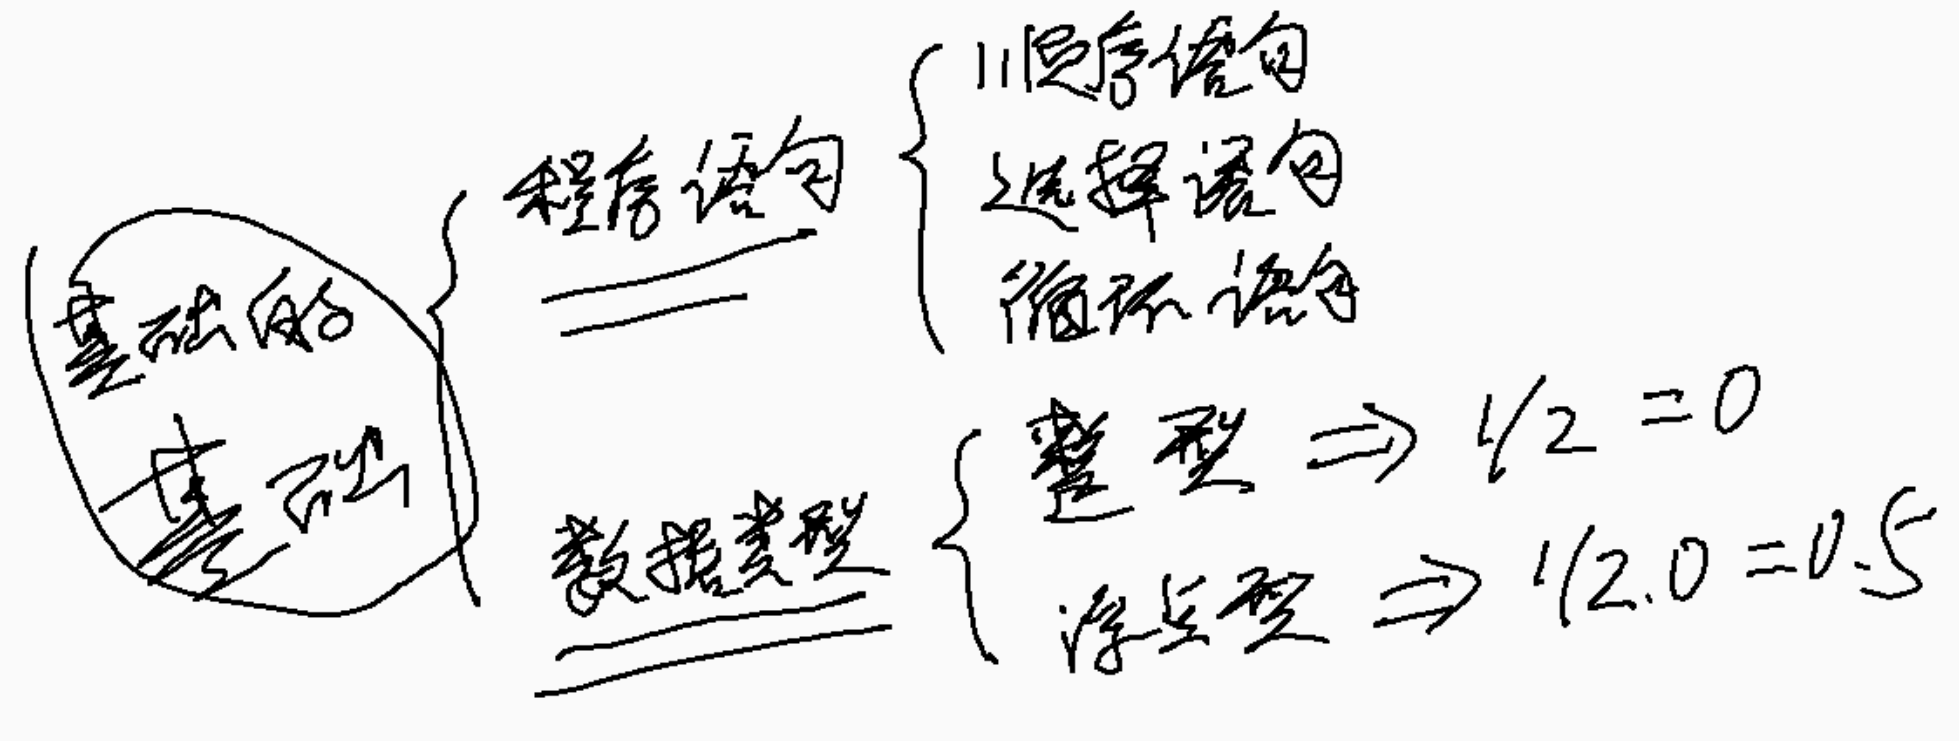 基础的
基础
程序语句
顺序语句
选择语句
循环语句
数据类型
整型 ⇒ 1/2 = 0
浮点型 ⇒ 1/2.0 = 0.5